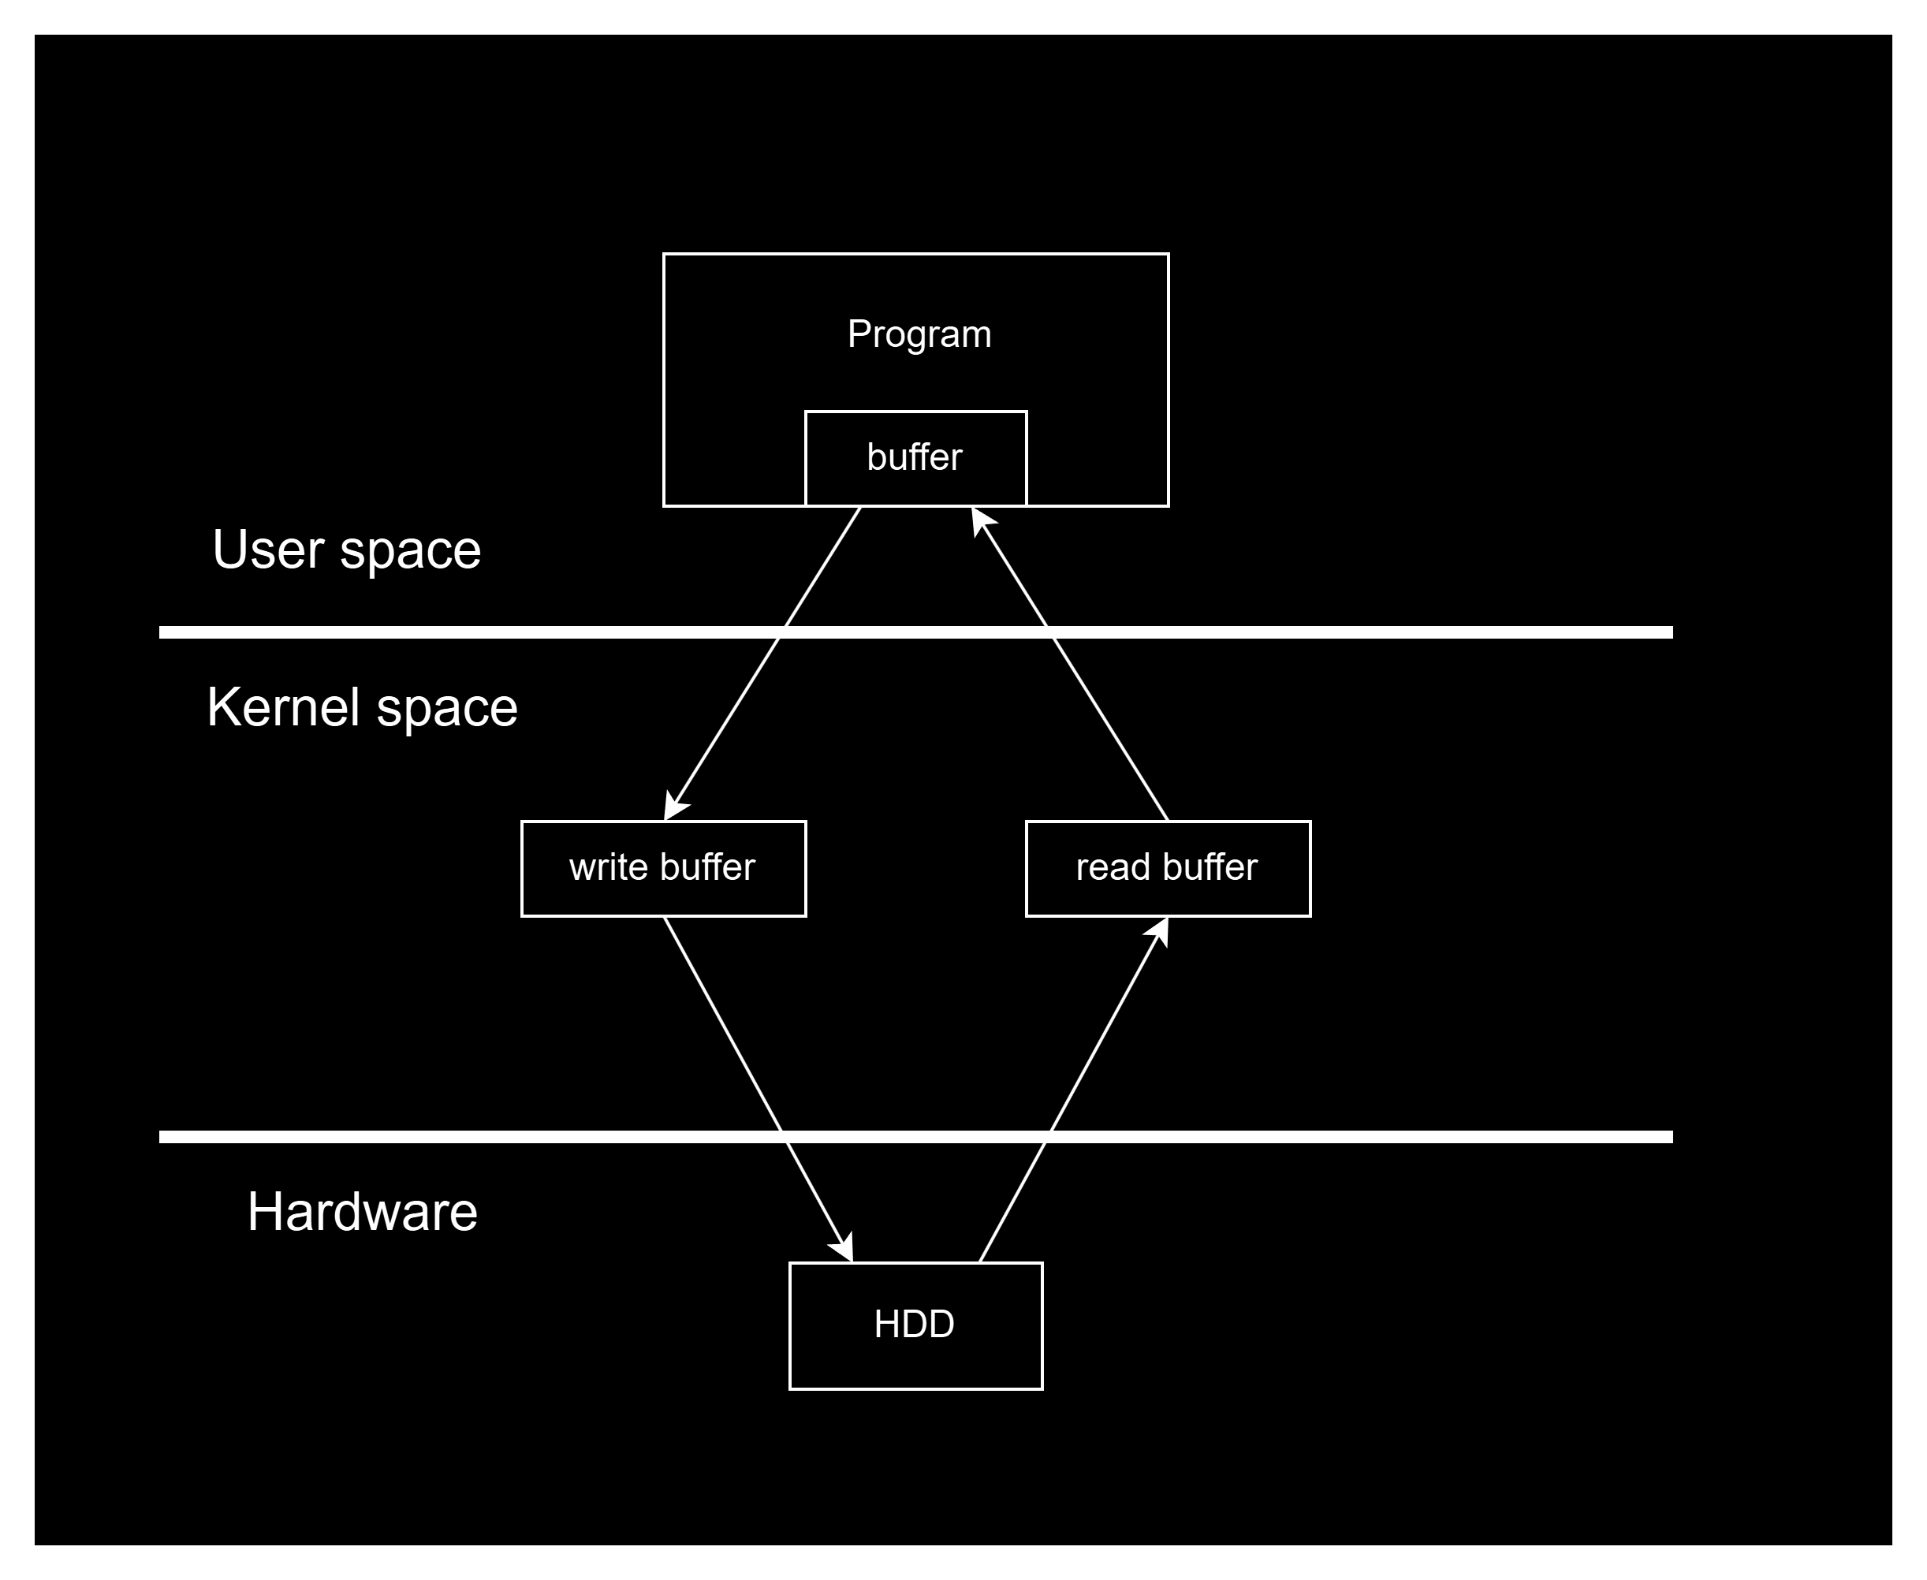 Program
buffer
User space
Kernel space
write buffer
read buffer
Hardware
HDD